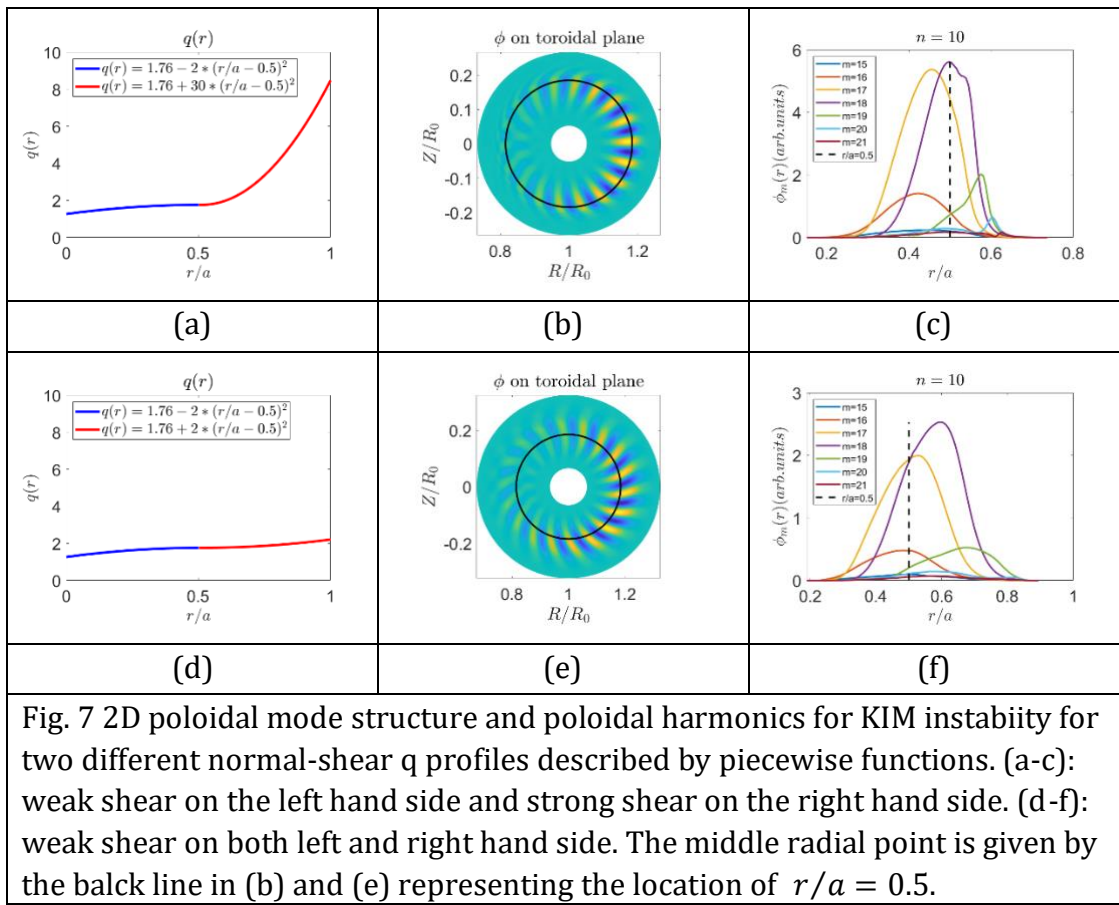 q(r)
10
8
6
4
2
0
q(r)
q(r) = 1.76 − 2 * (r/a − 0.5)²
q(r) = 1.76 + 30 * (r/a − 0.5)²
0
0.5
1
r/a
(a)
ϕ on toroidal plane
0.2
0.1
0
-0.1
-0.2
Z/R₀
0.8
1
1.2
R/R₀
(b)
n = 10
6
4
2
0
ϕₘ(r)(arb.units)
m=15
m=16
m=17
m=18
m=19
m=20
m=21
r/a=0.5
0.2
0.4
0.6
0.8
r/a
(c)
q(r)
10
8
6
4
2
0
q(r)
q(r) = 1.76 − 2 * (r/a − 0.5)²
q(r) = 1.76 + 2 * (r/a − 0.5)²
0
0.5
1
r/a
(d)
ϕ on toroidal plane
0.2
0
-0.2
Z/R₀
0.8
1
1.2
R/R₀
(e)
n = 10
3
2
1
0
ϕₘ(r)(arb.units)
m=15
m=16
m=17
m=18
m=19
m=20
m=21
r/a=0.5
0.2
0.4
0.6
0.8
1
r/a
(f)
Fig. 7 2D poloidal mode structure and poloidal harmonics for KIM instabiity for
two different normal-shear q profiles described by piecewise functions. (a-c):
weak shear on the left hand side and strong shear on the right hand side. (d-f):
weak shear on both left and right hand side. The middle radial point is given by
the balck line in (b) and (e) representing the location of r/a = 0.5.